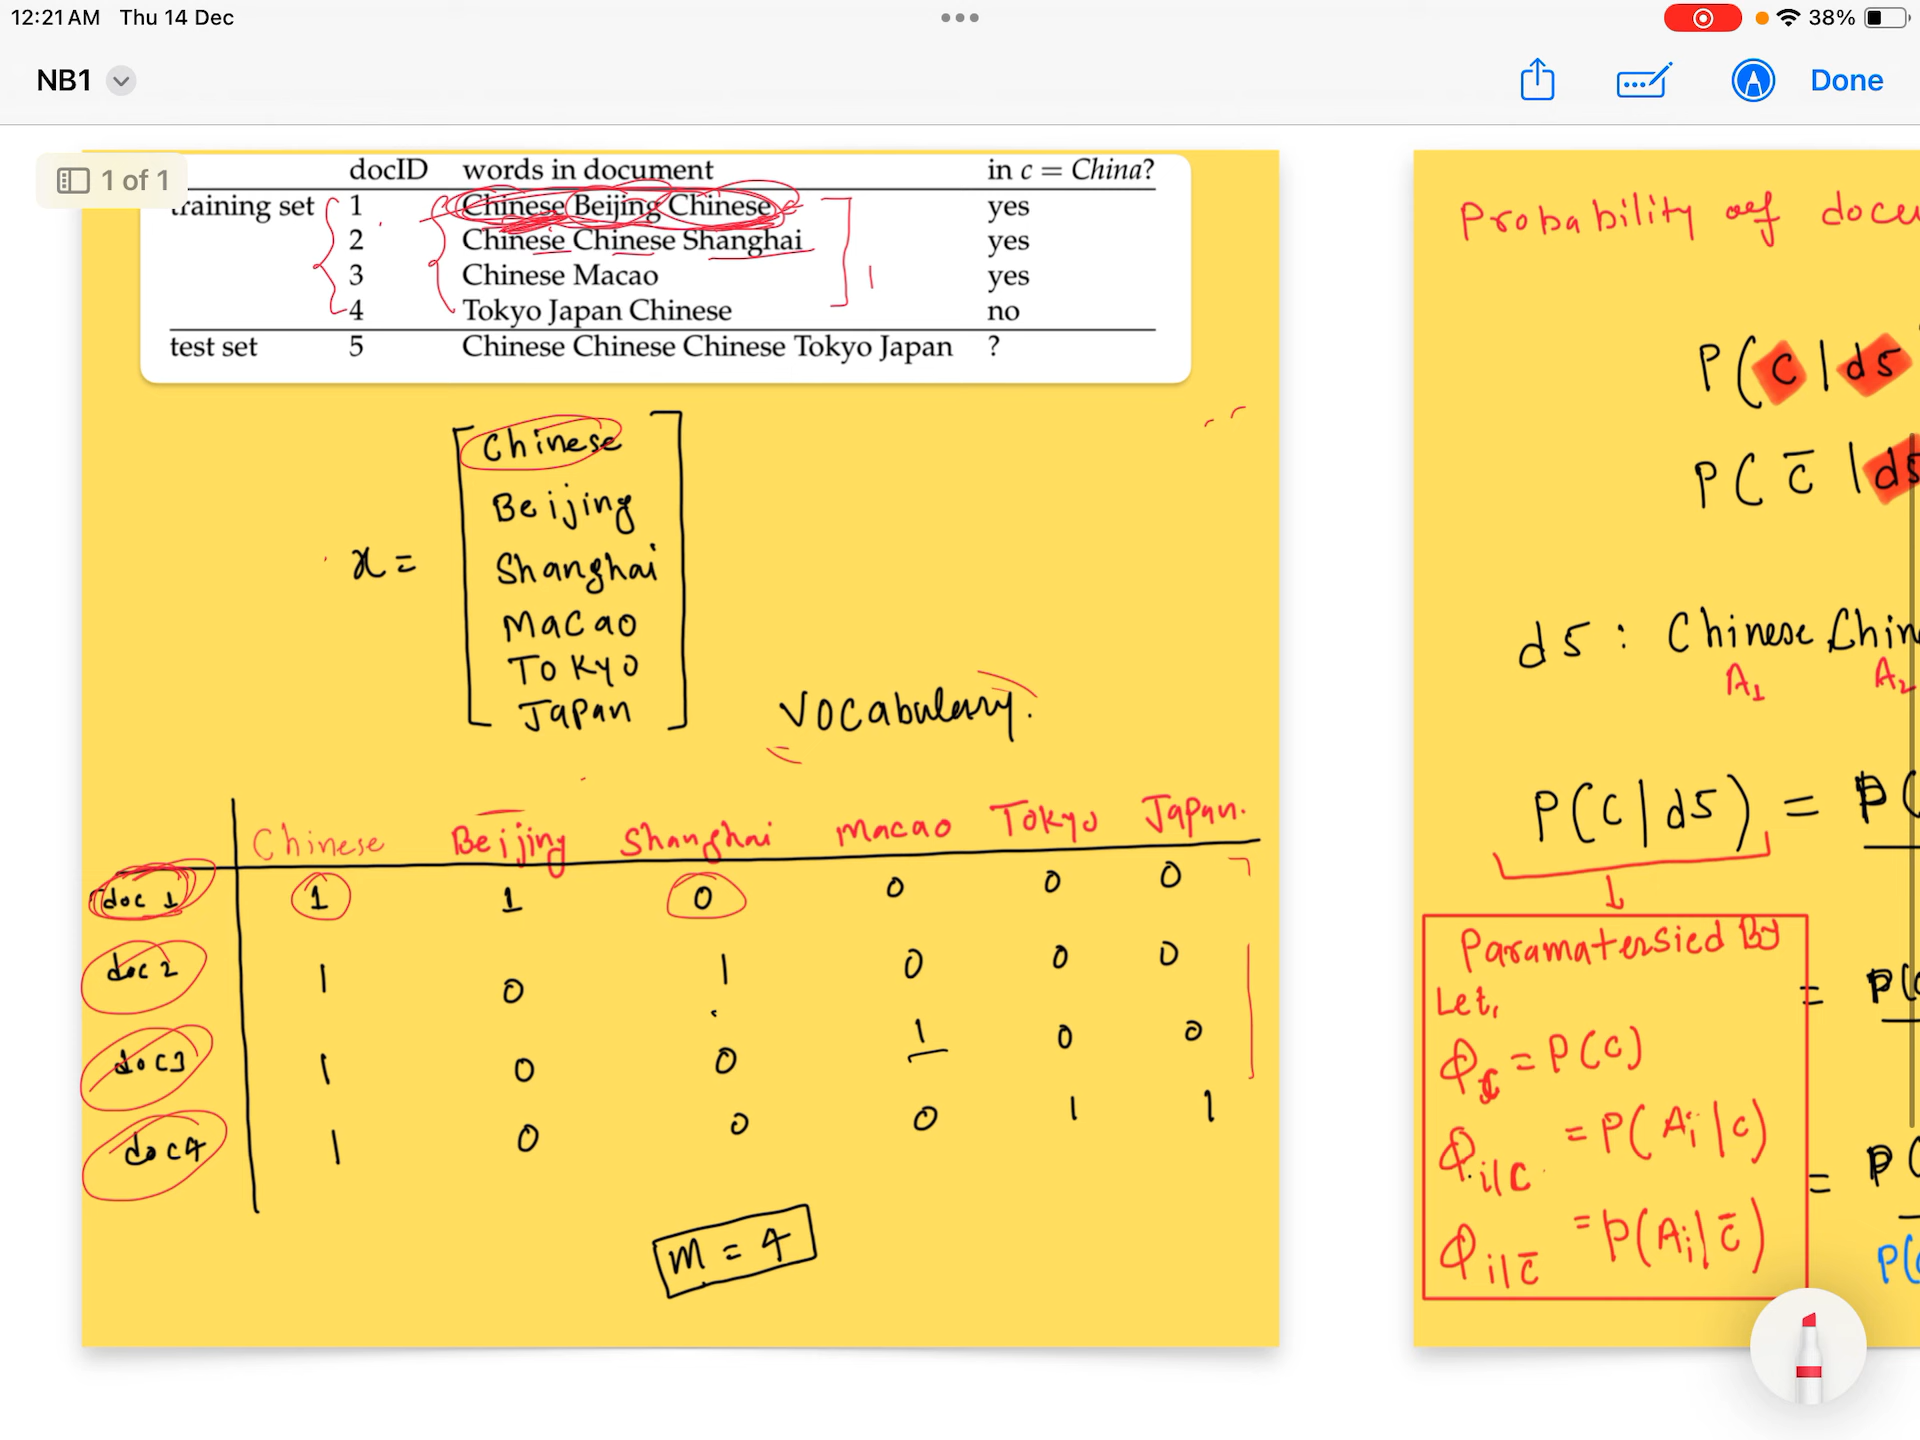 12:21 AM Thu 14 Dec
38%
NB1
Done
1 of 1
docID words in document in c = China?
training set 1 Chinese Beijing Chinese yes
2 Chinese Chinese Shanghai yes
3 Chinese Macao yes
4 Tokyo Japan Chinese no
test set 5 Chinese Chinese Chinese Tokyo Japan ?
1
x =
Chinese
Beijing
Shanghai
Macao
Tokyo
Japan
Vocabulary.
Chinese Beijing Shanghai Macao Tokyo Japan.
doc 1 1 1 0 0 0 0
doc 2 1 0 1 0 0 0
doc 3 1 0 0 1 0 0
doc 4 1 0 0 0 1 1
m = 4
Probability of
P(c|d5
P(c̄|d5
d5 : Chinese Chin
A1 A2
P(C|d5) = P(
Paramatersied By
Let,
Φc = P(c)
Φi|c = P(Ai|c)
Φi|c̄ = P(Ai|c̄)
= P(c
= P(
P(